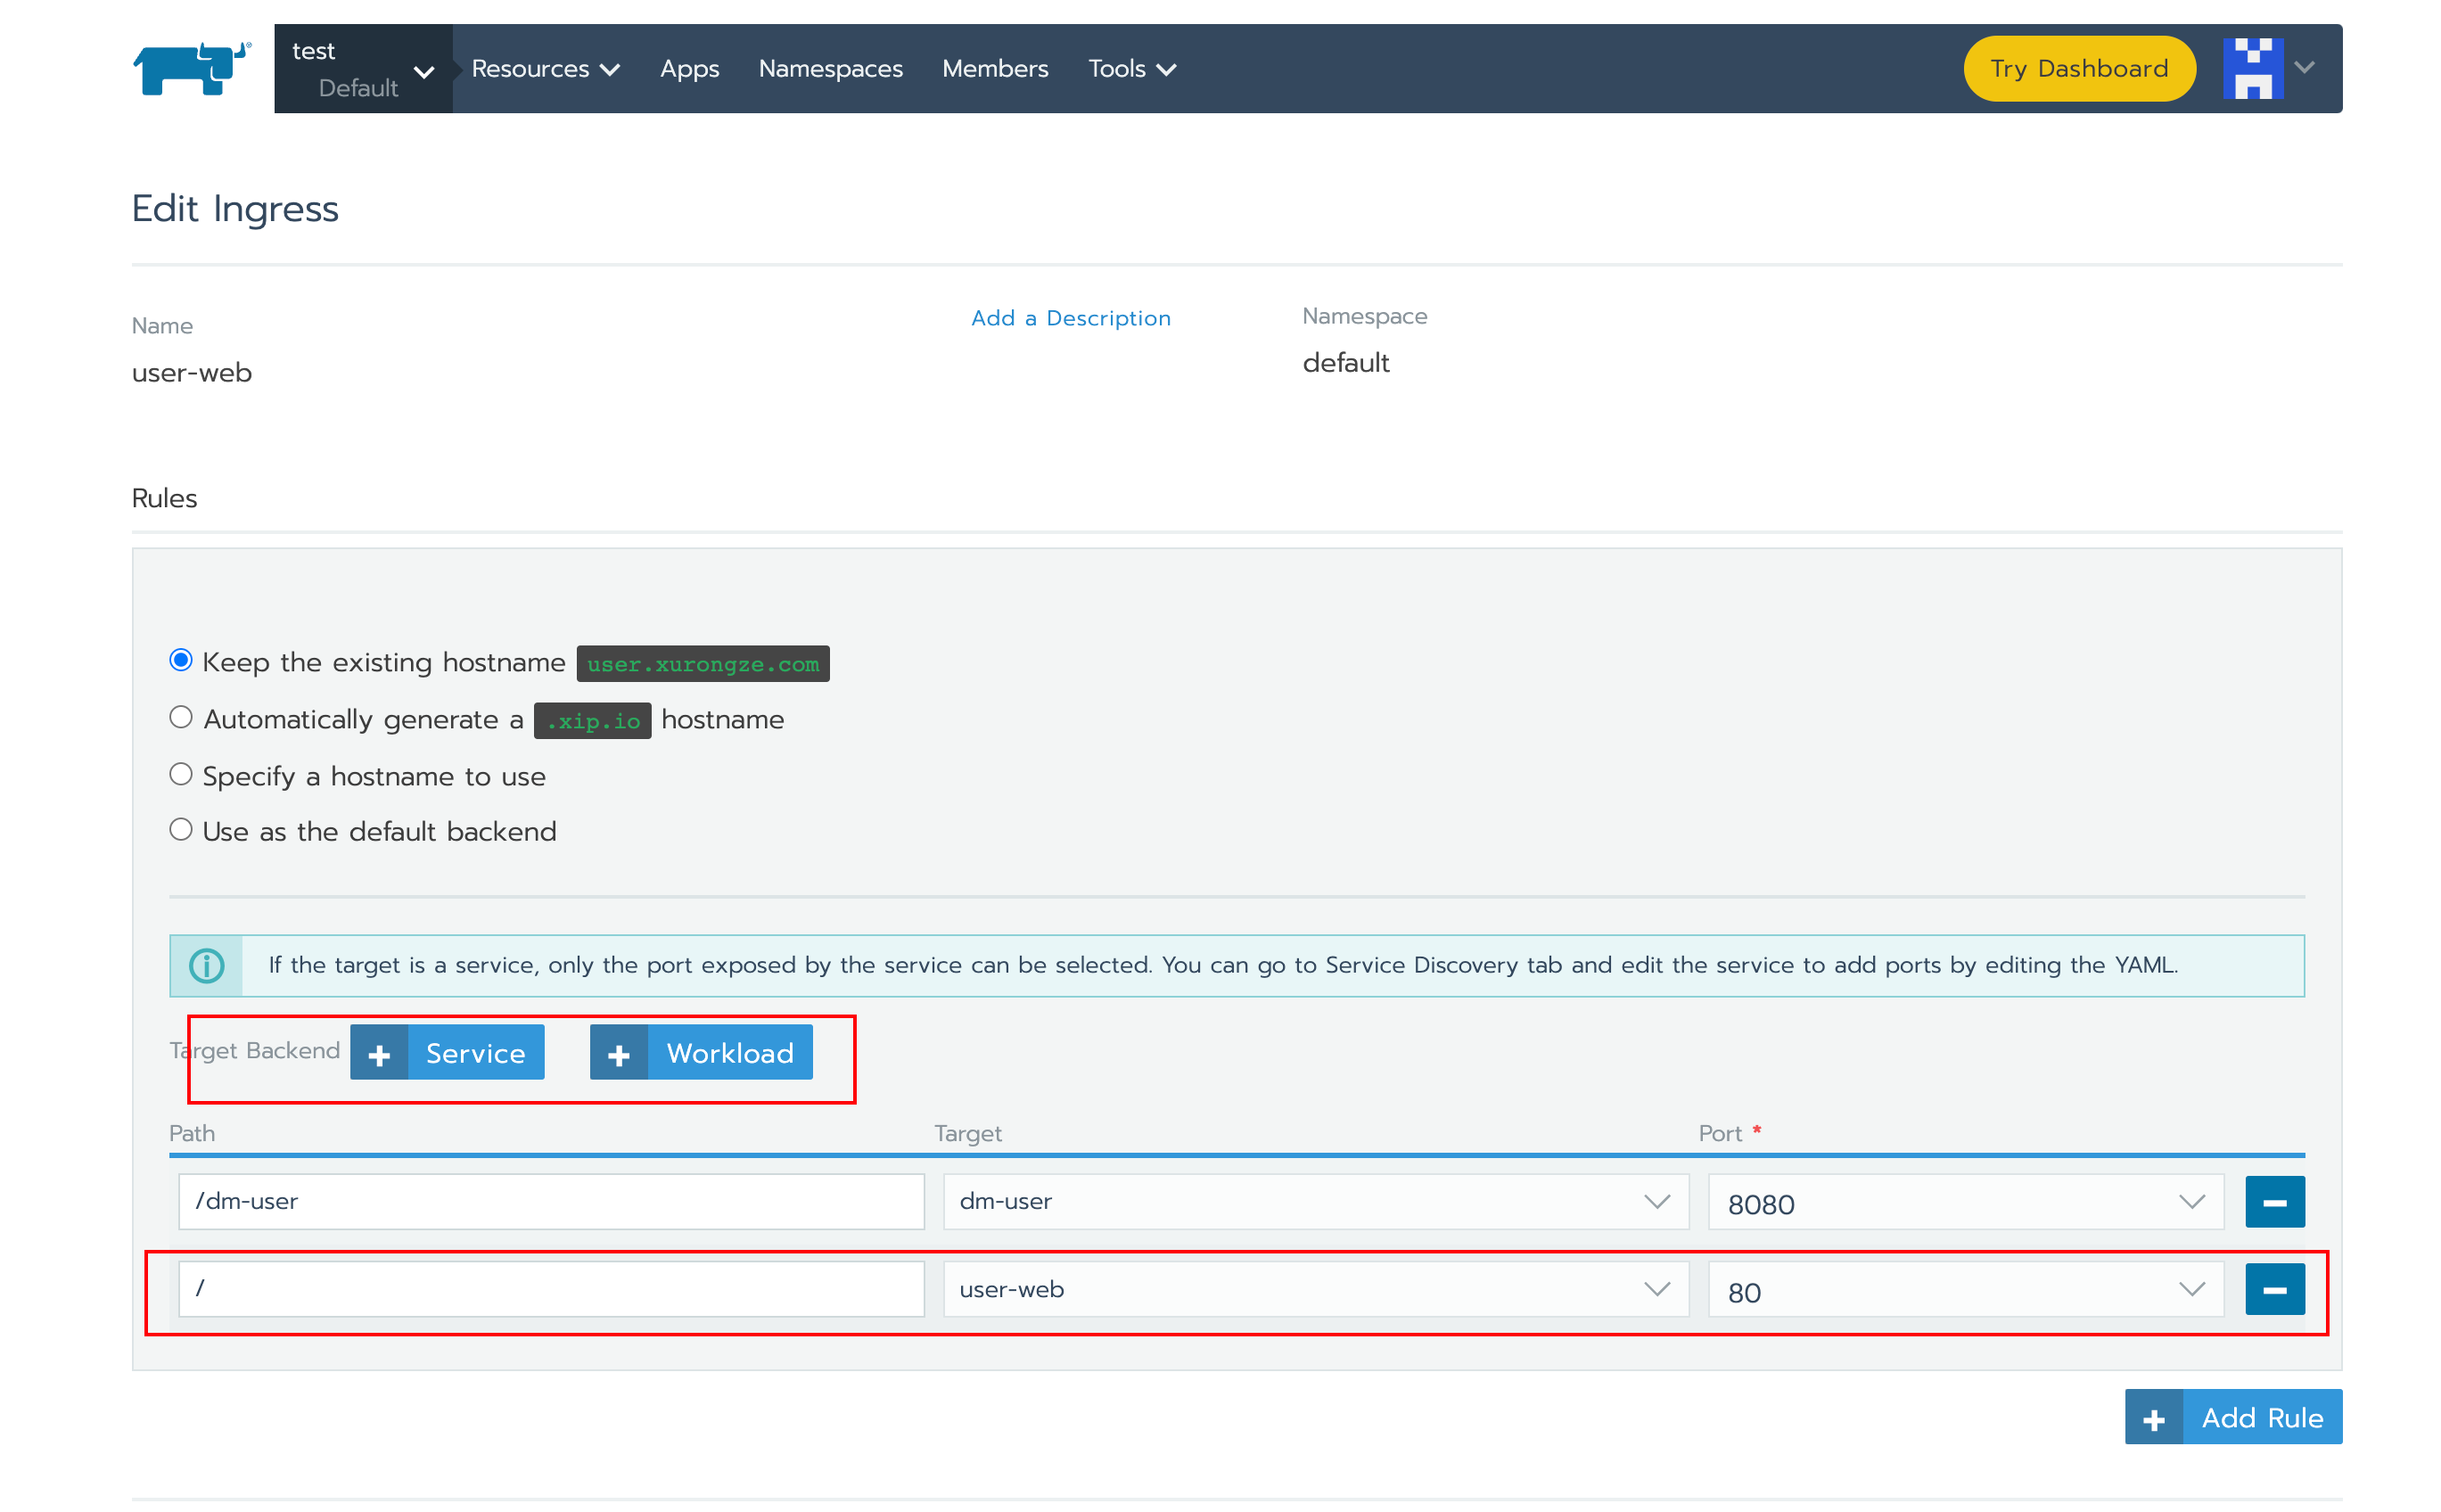 test
Default
Resources
Apps
Namespaces
Members
Tools
Try Dashboard
Edit Ingress
Name
Add a Description
Namespace
user-web
default
Rules
Keep the existing hostname user.xurongze.com
Automatically generate a .xip.io hostname
Specify a hostname to use
Use as the default backend
If the target is a service, only the port exposed by the service can be selected. You can go to Service Discovery tab and edit the service to add ports by editing the YAML.
Target Backend + Service + Workload
Path Target Port *
/dm-user dm-user 8080
/ user-web 80
+ Add Rule